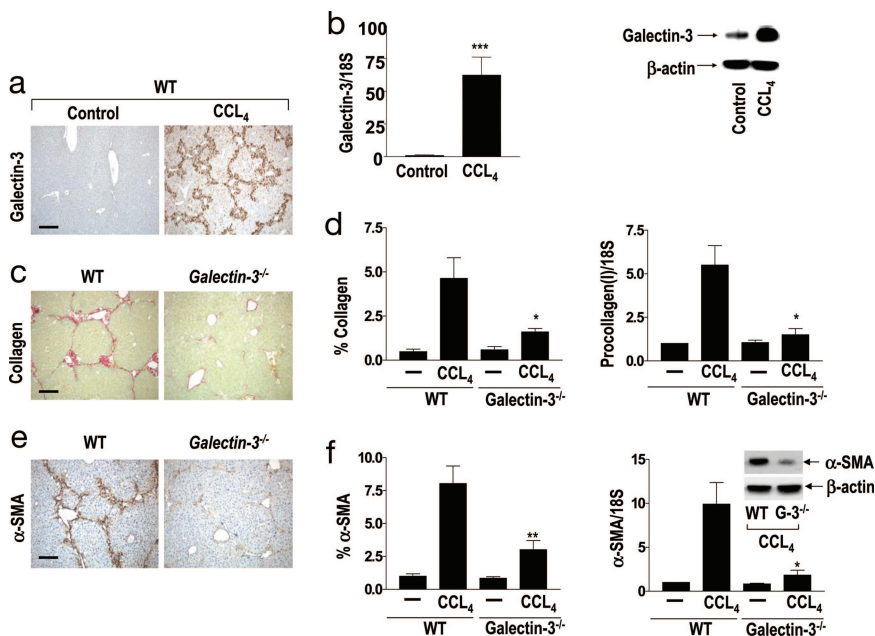 a
WT
Control CCL₄
Galectin-3
b
Galectin-3/18S
100
75
50
25
0
***
Control CCL₄
Galectin-3
β-actin
Control
CCL₄
c
WT Galectin-3⁻/⁻
Collagen
d
% Collagen
7.5
5.0
2.5
0.0
*
— CCL₄ — CCL₄
WT Galectin-3⁻/⁻
Procollagen(I)/18S
7.5
5.0
2.5
0.0
*
— CCL₄ — CCL₄
WT Galectin-3⁻/⁻
e
WT Galectin-3⁻/⁻
α-SMA
f
% α-SMA
10.0
7.5
5.0
2.5
0.0
**
— CCL₄ — CCL₄
WT Galectin-3⁻/⁻
α-SMA/18S
15
10
5
0
*
— CCL₄ — CCL₄
WT Galectin-3⁻/⁻
α-SMA
β-actin
WT G-3⁻/⁻
CCL₄